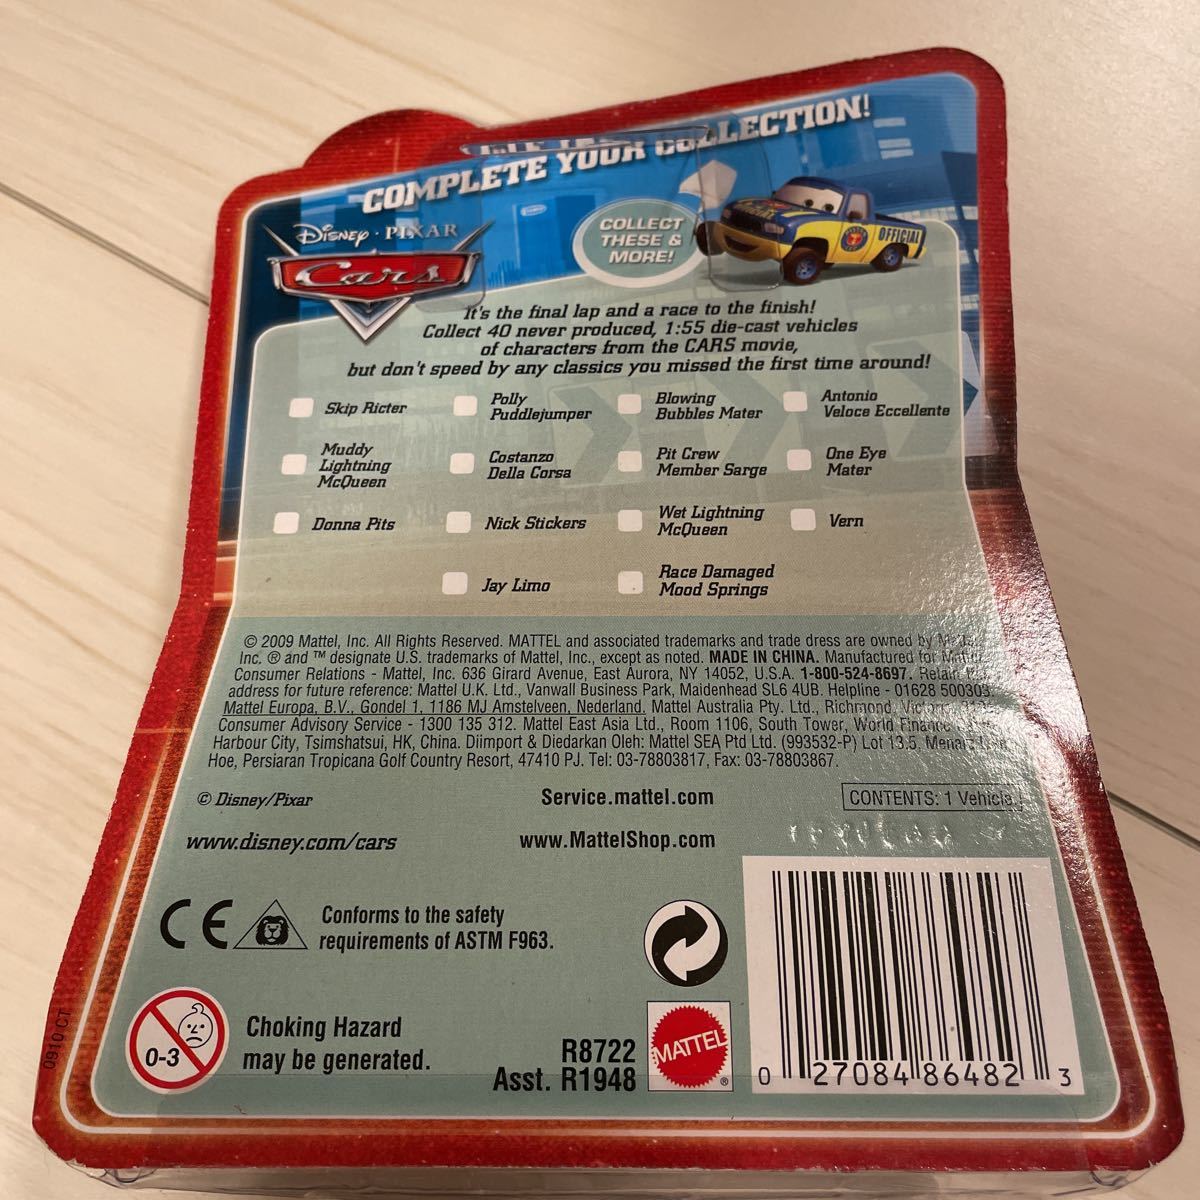 COMPLETE YOUR COLLECTION!
DISNEY · PIXAR
Cars
COLLECT
THESE &
MORE!
OFFICIAL
It's the final lap and a race to the finish!
Collect 40 never produced, 1:55 die-cast vehicles
of characters from the CARS movie,
but don't speed by any classics you missed the first time around!
Skip Ricter
Polly
Puddlejumper
Blowing
Bubbles Mater
Antonio
Veloce Eccellente
Muddy
Lightning
McQueen
Costanzo
Della Corsa
Pit Crew
Member Sarge
One Eye
Mater
Donna Pits
Nick Stickers
Wet Lightning
McQueen
Vern
Jay Limo
Race Damaged
Mood Springs
© 2009 Mattel, Inc. All Rights Reserved. MATTEL and associated trademarks and trade dress are owned by Mattel,
Inc. ® and ™ designate U.S. trademarks of Mattel, Inc., except as noted. MADE IN CHINA. Manufactured for Mattel.
Consumer Relations - Mattel, Inc. 636 Girard Avenue, East Aurora, NY 14052, U.S.A. 1-800-524-8697. Retain this
address for future reference: Mattel U.K. Ltd., Vanwall Business Park, Maidenhead SL6 4UB. Helpline - 01628 500303.
Mattel Europa, B.V., Gondel 1, 1186 MJ Amstelveen, Nederland. Mattel Australia Pty. Ltd., Richmond,
Consumer Advisory Service - 1300 135 312. Mattel East Asia Ltd., Room 1106, South Tower, World Finance
Harbour City, Tsimshatsui, HK, China. Diimport & Diedarkan Oleh: Mattel SEA Ptd Ltd. (993532-P) Lot 13.5, Menara
Hoe, Persiaran Tropicana Golf Country Resort, 47410 PJ. Tel: 03-78803817, Fax: 03-78803867.
© Disney/Pixar
Service.mattel.com
CONTENTS: 1 Vehicle.
www.disney.com/cars
www.MattelShop.com
CE
Conforms to the safety
requirements of ASTM F963.
0-3
Choking Hazard
may be generated.
R8722
Asst. R1948
MATTEL
®
0 27084 86482 3
0910 CT